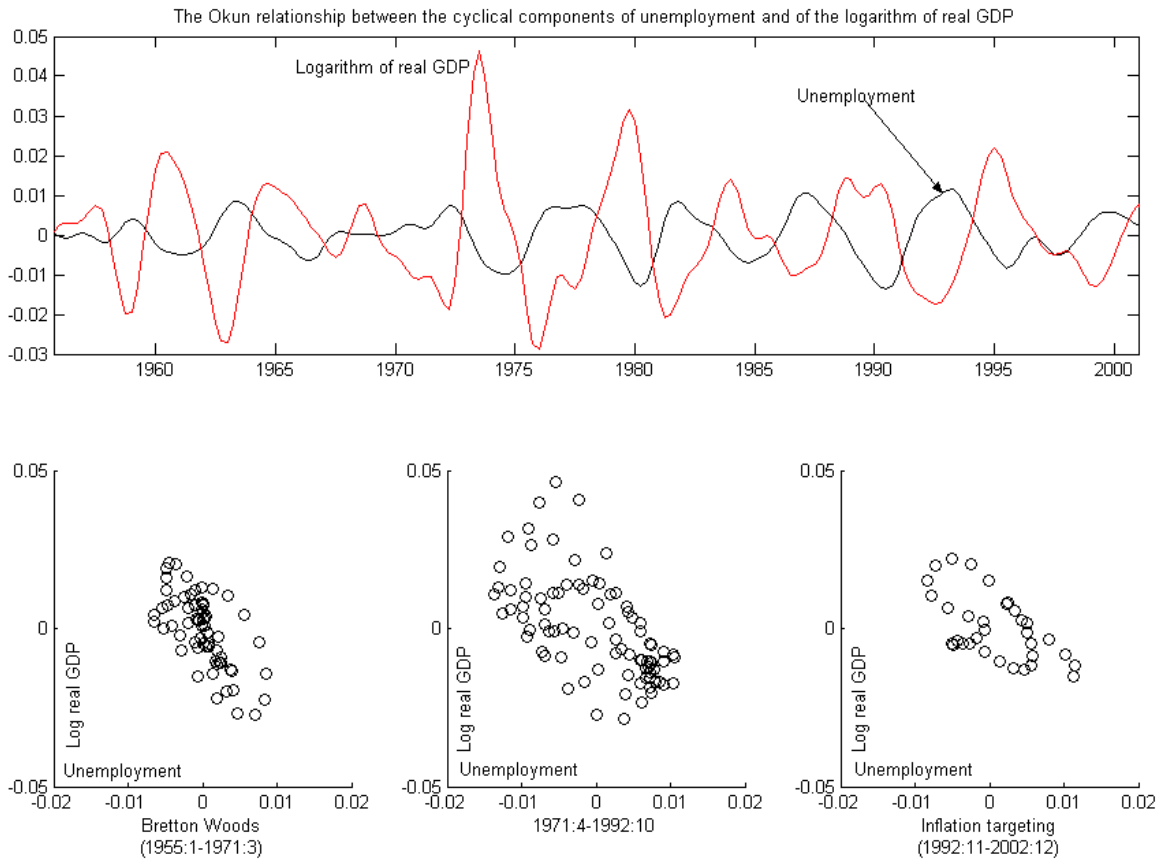 The Okun relationship between the cyclical components of unemployment and of the logarithm of real GDP
0.05
0.04
0.03
0.02
0.01
0
-0.01
-0.02
-0.03
Logarithm of real GDP
Unemployment
1960 1965 1970 1975 1980 1985 1990 1995 2000
0.05
0
-0.05
Log real GDP
Unemployment
-0.02 -0.01 0 0.01 0.02
Bretton Woods
(1955:1-1971:3)
0.05
0
-0.05
Log real GDP
Unemployment
-0.02 -0.01 0 0.01 0.02
1971:4-1992:10
0.05
0
-0.05
Log real GDP
Unemployment
-0.02 -0.01 0 0.01 0.02
Inflation targeting
(1992:11-2002:12)